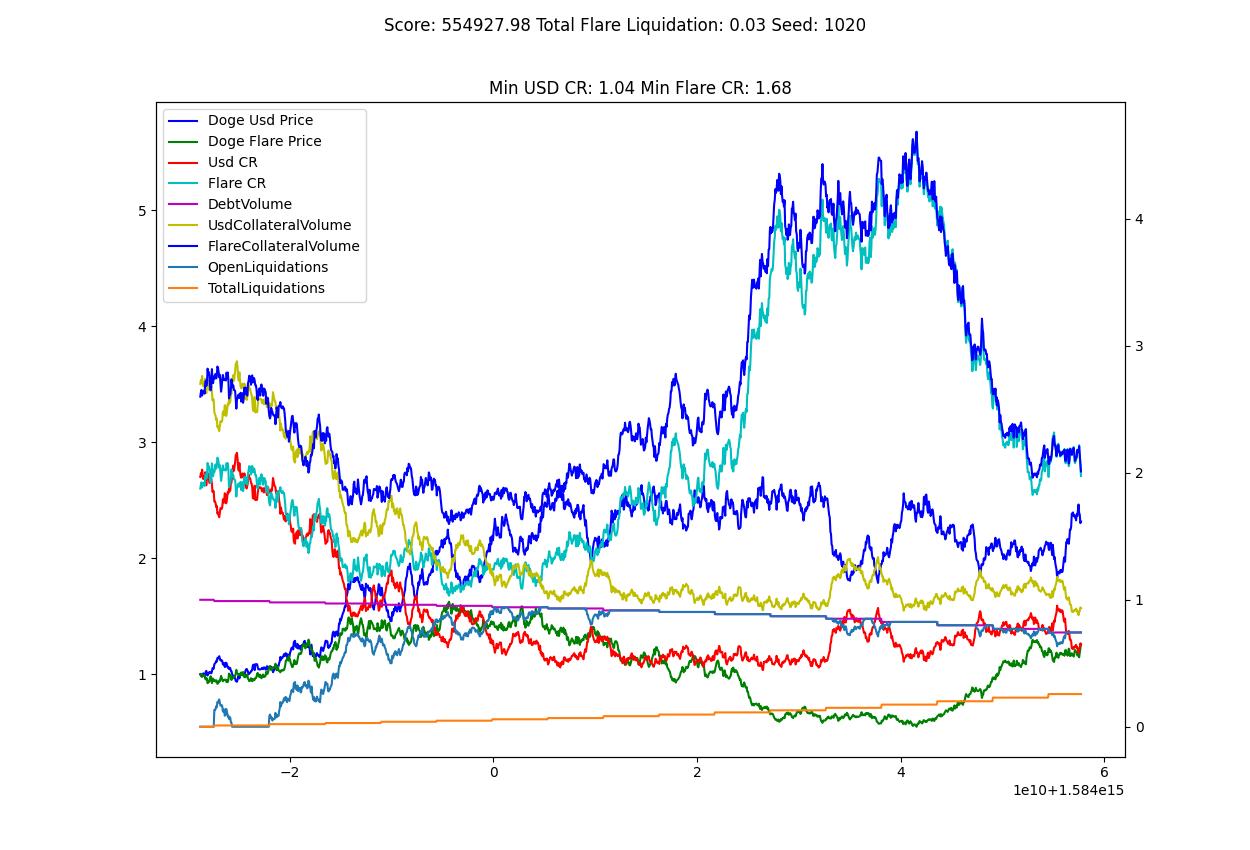 Score: 554927.98 Total Flare Liquidation: 0.03 Seed: 1020
Min USD CR: 1.04 Min Flare CR: 1.68
Doge Usd Price
Doge Flare Price
Usd CR
Flare CR
DebtVolume
UsdCollateralVolume
FlareCollateralVolume
OpenLiquidations
TotalLiquidations
5
4
3
2
1
4
3
2
1
0
−2
0
2
4
6
1e10+1.584e15